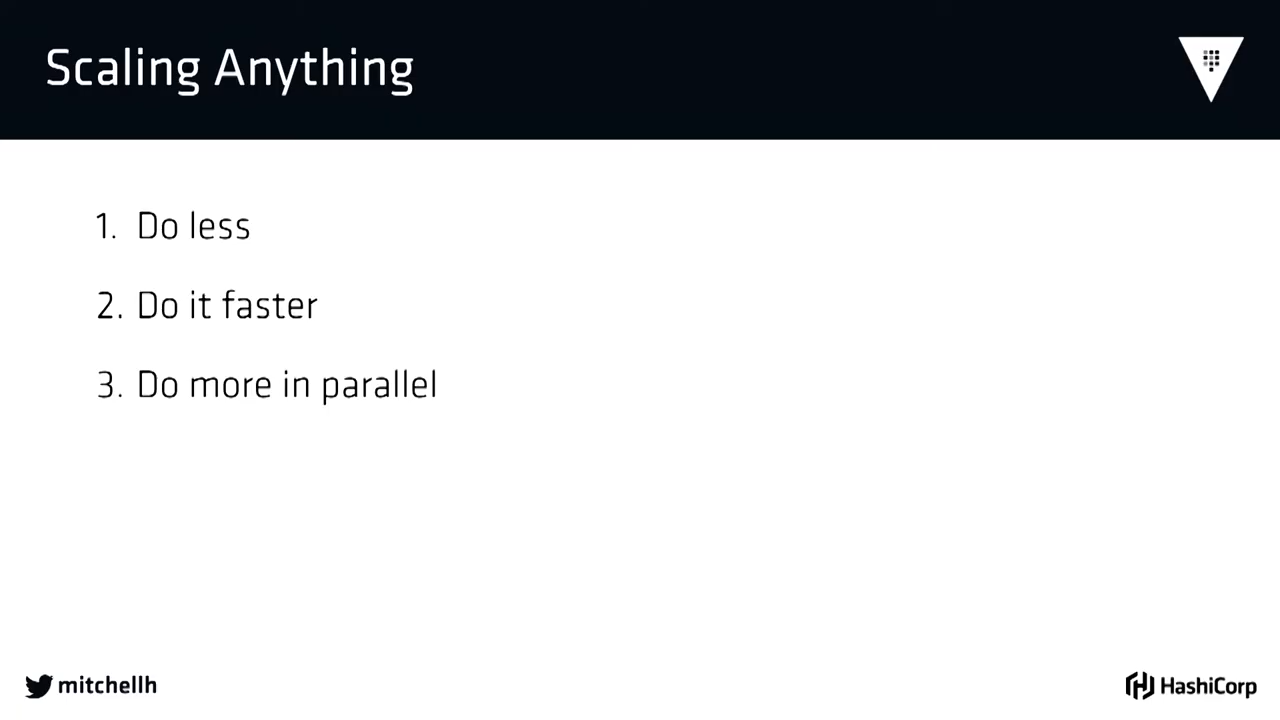 Scaling Anything
1. Do less
2. Do it faster
3. Do more in parallel
mitchellh
HashiCorp